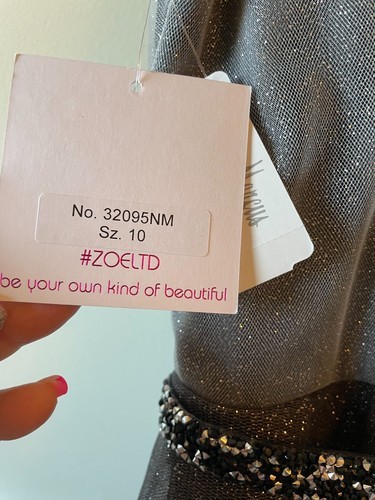 No. 32095NM
Sz. 10
#ZOELTD
be your own kind of beautiful